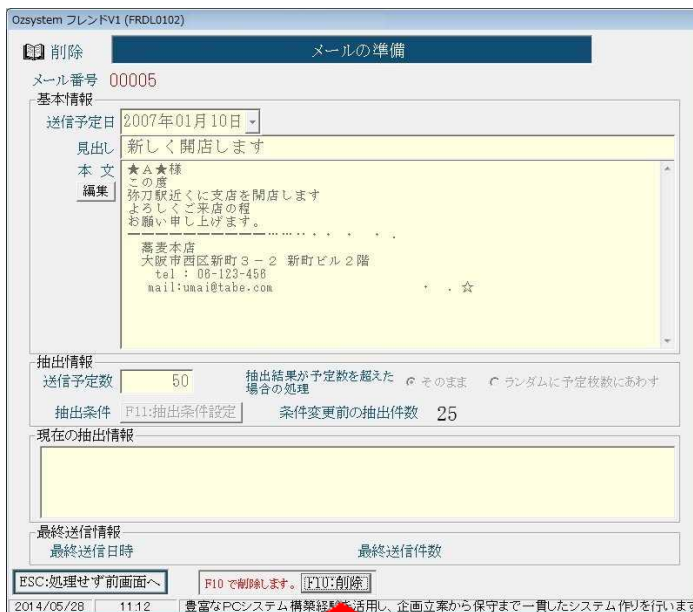 Ozsystem フレンドV1 (FRDL0102)
削除 メールの準備
メール番号 00005
基本情報
送信予定日 2007年01月10日
見出し 新しく開店します
本文 ★A★様
編集 この度
弥刀駅近くに支店を開店します
よろしくご来店の程
お願い申し上げます。
ーーーーーーーーーーーーー……‥・・ ・ ・ .
蕎麦本店
大阪市西区新町3－2 新町ビル2階
tel : 06-123-456
mail:umai@tabe.com ・ .☆
抽出情報
送信予定数 50 抽出結果が予定数を超えた場合の処理 そのまま ランダムに予定枚数にあわす
抽出条件 F11:抽出条件設定 条件変更前の抽出件数 25
現在の抽出情報
最終送信情報
最終送信日時 最終送信件数
ESC:処理せず前画面へ F10 で削除します。 F10:削除
2014/05/28 11:12 豊富なPCシステム構築経験を活用し、企画立案から保守まで一貫したシステム作りを行います